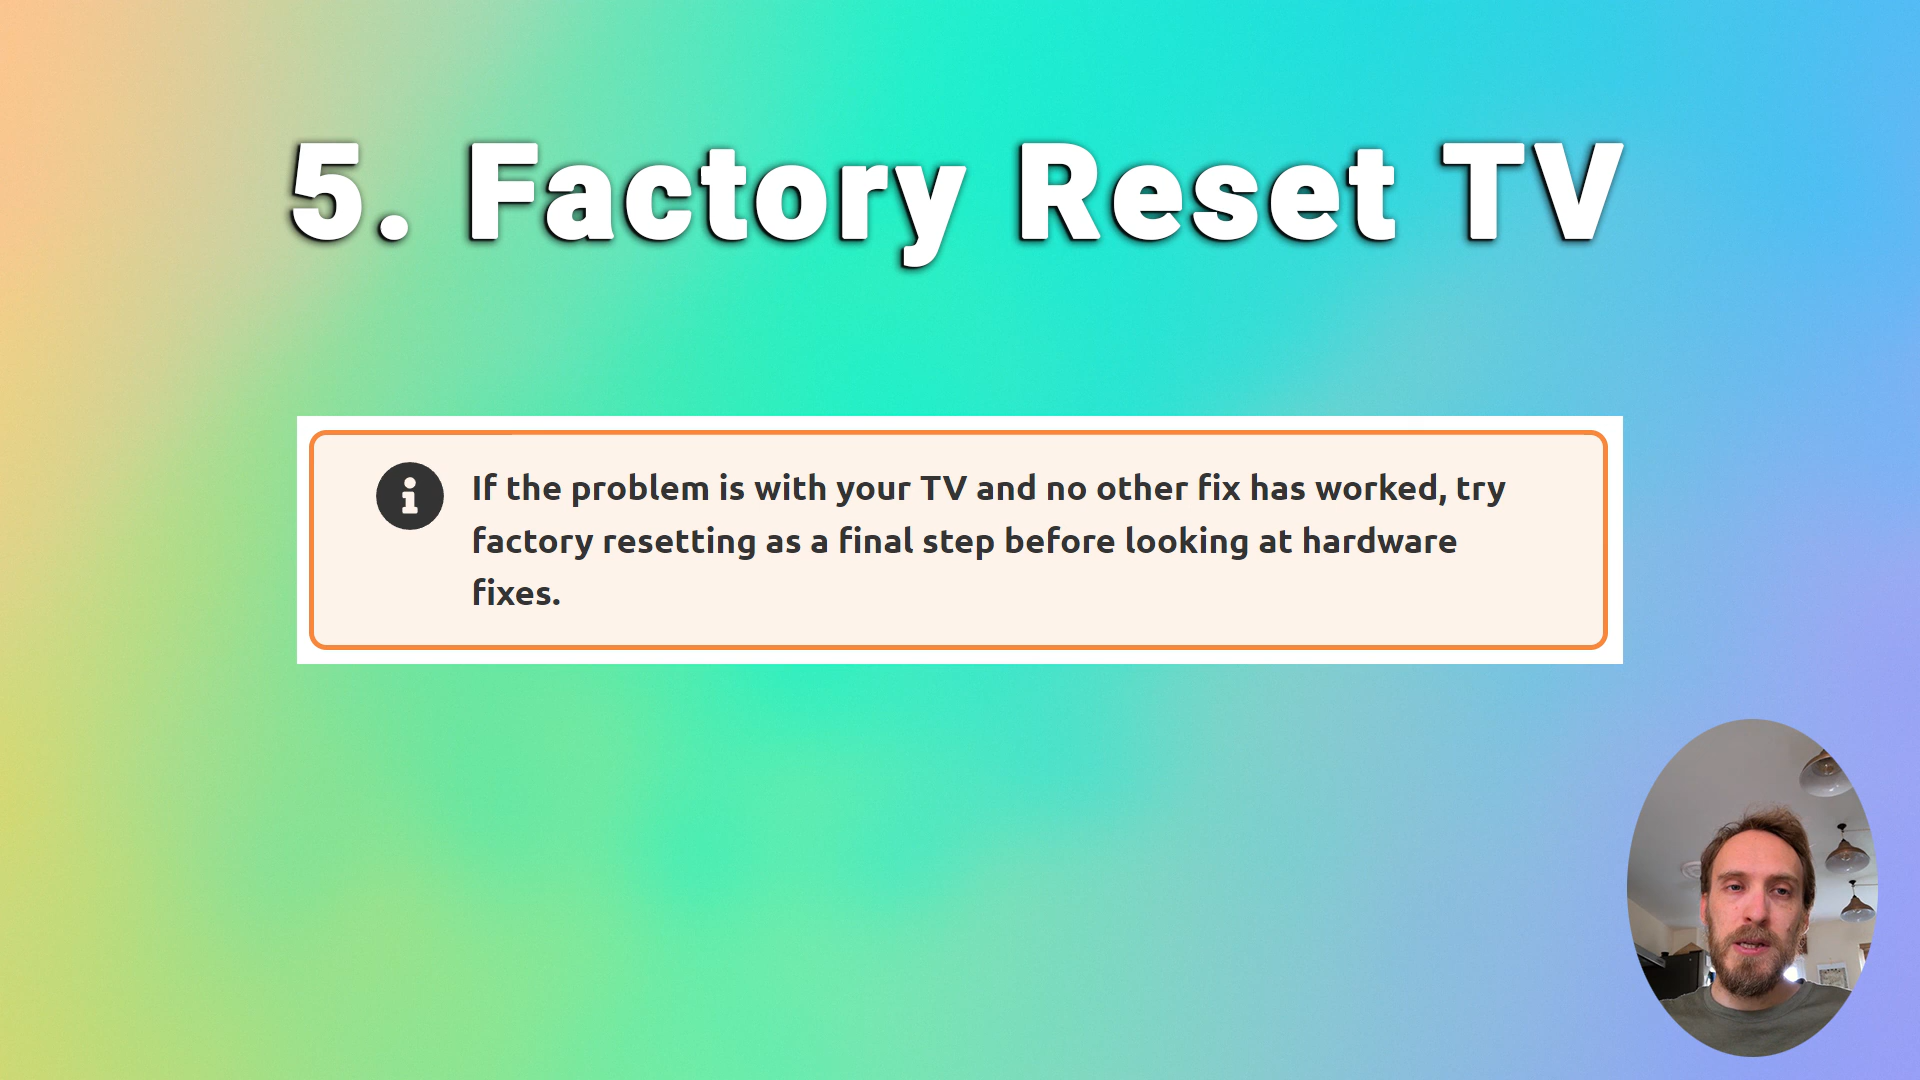 5. Factory Reset TV
If the problem is with your TV and no other fix has worked, try
factory resetting as a final step before looking at hardware
fixes.